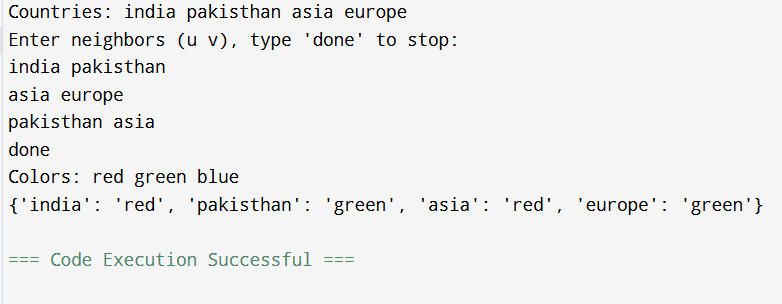 Countries: india pakisthan asia europe
Enter neighbors (u v), type 'done' to stop:
india pakisthan
asia europe
pakisthan asia
done
Colors: red green blue
{'india': 'red', 'pakisthan': 'green', 'asia': 'red', 'europe': 'green'}
=== Code Execution Successful ===